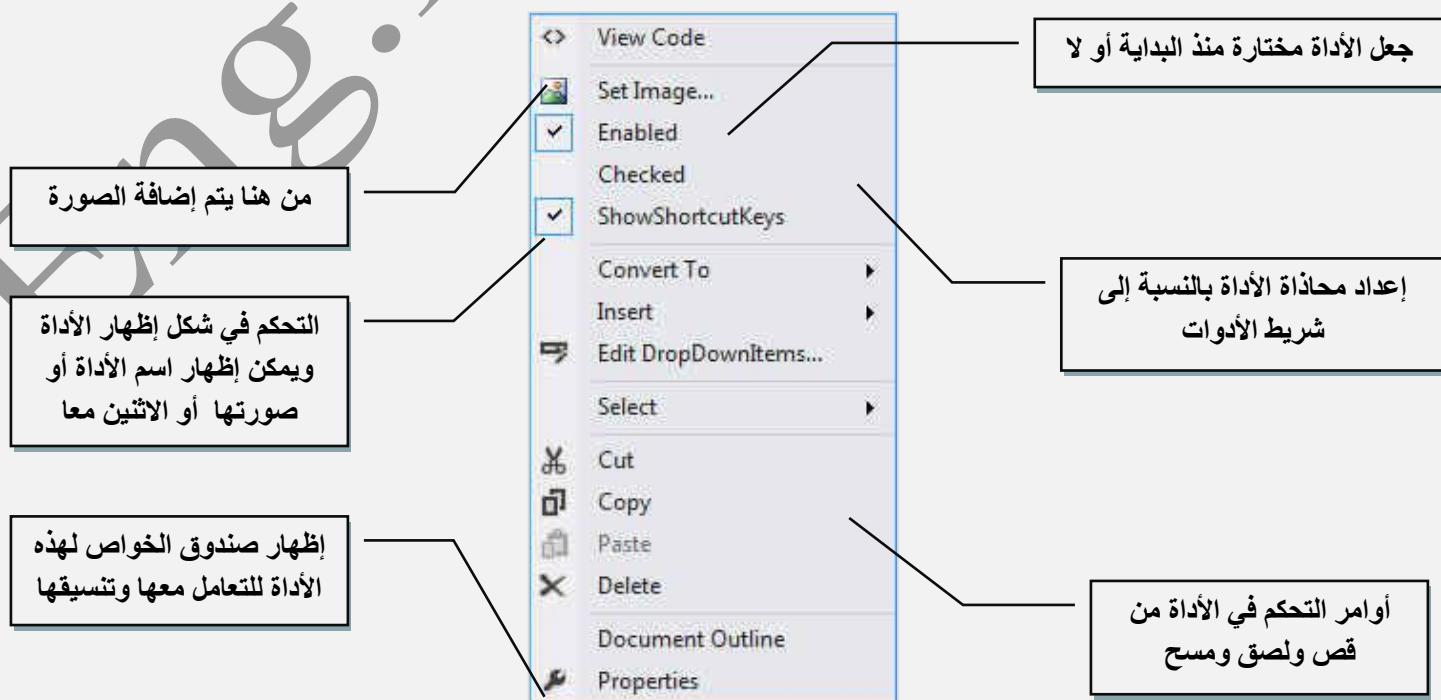 View Code
Set Image...
Enabled
Checked
ShowShortcutKeys
Convert To
Insert
Edit DropDownItems...
Select
Cut
Copy
Paste
Delete
Document Outline
Properties
جعل الأداة مختارة منذ البداية أو لا
من هنا يتم إضافة الصورة
إعداد محاذاة الأداة بالنسبة إلى
شريط الأدوات
التحكم في شكل إظهار الأداة
ويمكن إظهار اسم الأداة أو
صورتها أو الاثنين معا
إظهار صندوق الخواص لهذه
الأداة للتعامل معها وتنسيقها
أوامر التحكم في الأداة من
قص ولصق ومسح
Eng.